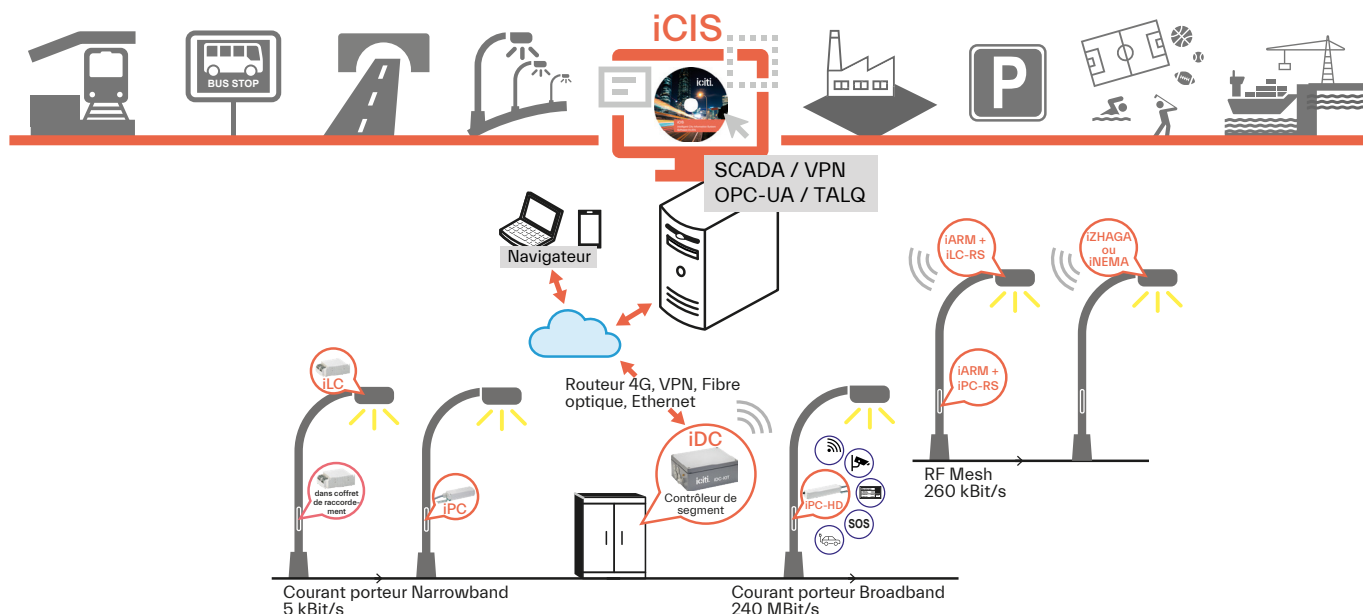 iCIS
BUS STOP
iciti.
P
SCADA / VPN
OPC-UA / TALQ
Navigateur
iARM +
iLC-RS
iZHAGA
ou
iNEMA
iLC
Routeur 4G, VPN, Fibre
optique, Ethernet
iARM +
iPC-RS
iDC
iciti.
Contrôleur de
segment
dans coffret
de raccorde-
ment
iPC
iPC-HD
SOS
RF Mesh
260 kBit/s
Courant porteur Narrowband
5 kBit/s
Courant porteur Broadband
240 MBit/s